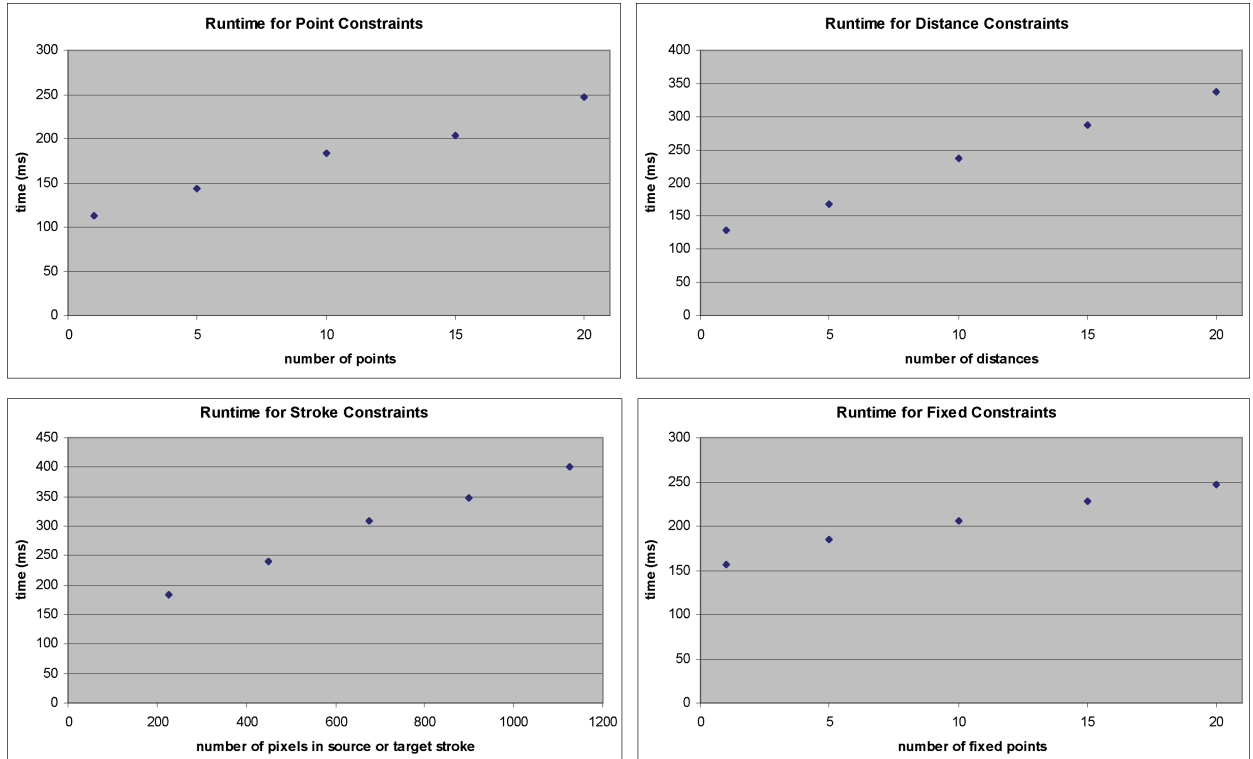 Runtime for Point Constraints
300
250
200
150
100
50
0
time (ms)
0 5 10 15 20
number of points
Runtime for Distance Constraints
400
350
300
250
200
150
100
50
0
time (ms)
0 5 10 15 20
number of distances
Runtime for Stroke Constraints
450
400
350
300
250
200
150
100
50
0
time (ms)
0 200 400 600 800 1000 1200
number of pixels in source or target stroke
Runtime for Fixed Constraints
300
250
200
150
100
50
0
time (ms)
0 5 10 15 20
number of fixed points